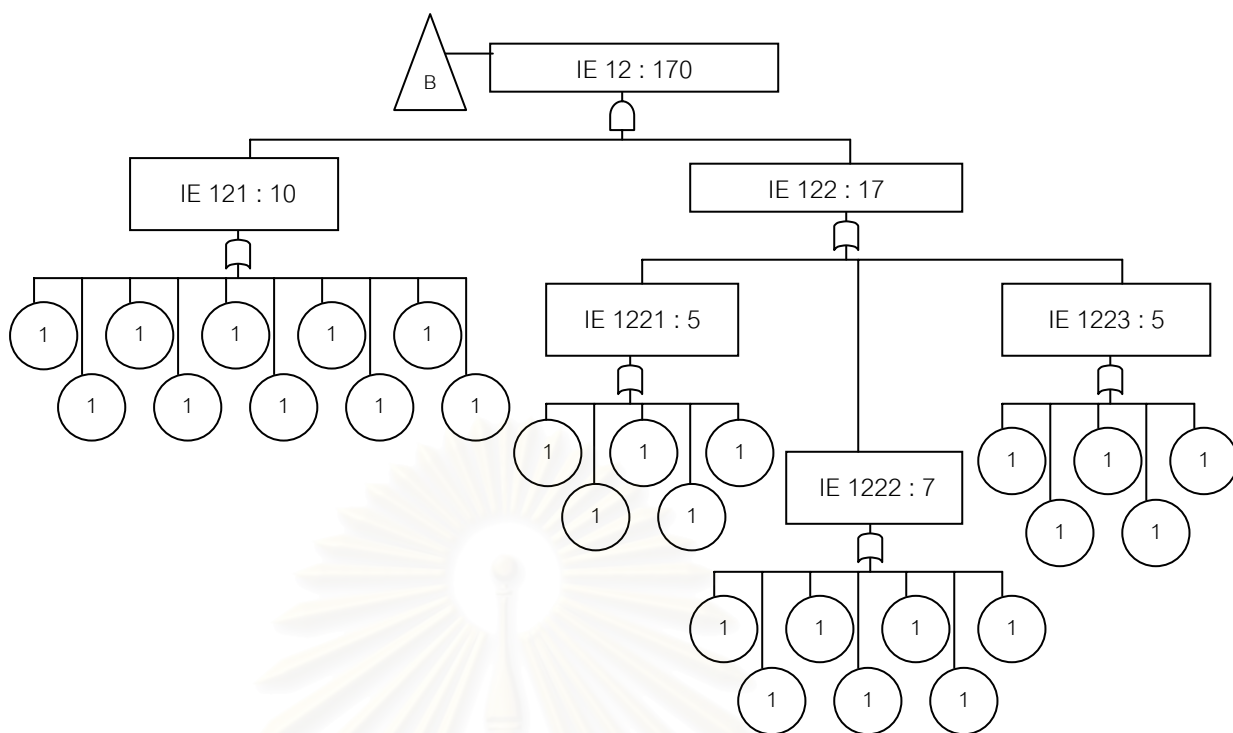 B
IE 12 : 170
IE 121 : 10
IE 122 : 17
IE 1221 : 5
IE 1223 : 5
1 1 1 1 1
1 1 1 1 1
1 1 1
1 1
1 1 1
1 1
IE 1222 : 7
1 1 1 1
1 1 1